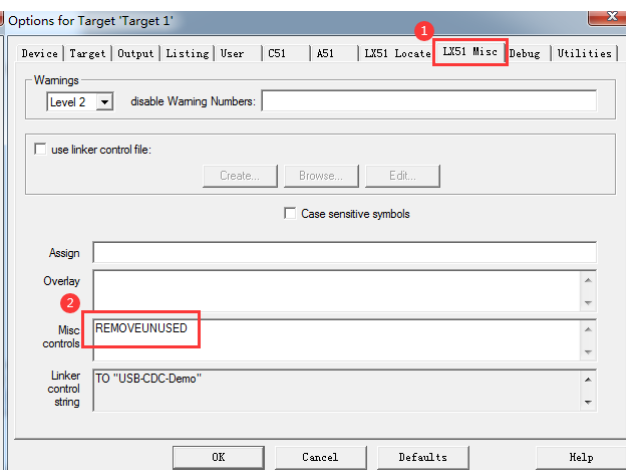 Options for Target 'Target 1'
1
Device | Target | Output | Listing | User | C51 | A51 | LX51 Locate LX51 Misc Debug | Utilities |
Warnings
Level 2 disable Warning Numbers:
use linker control file:
Create... Browse... Edit...
Case sensitive symbols
Assign
Overlay
2
Misc controls REMOVEUNUSED
Linker control string TO "USB-CDC-Demo"
OK Cancel Defaults Help